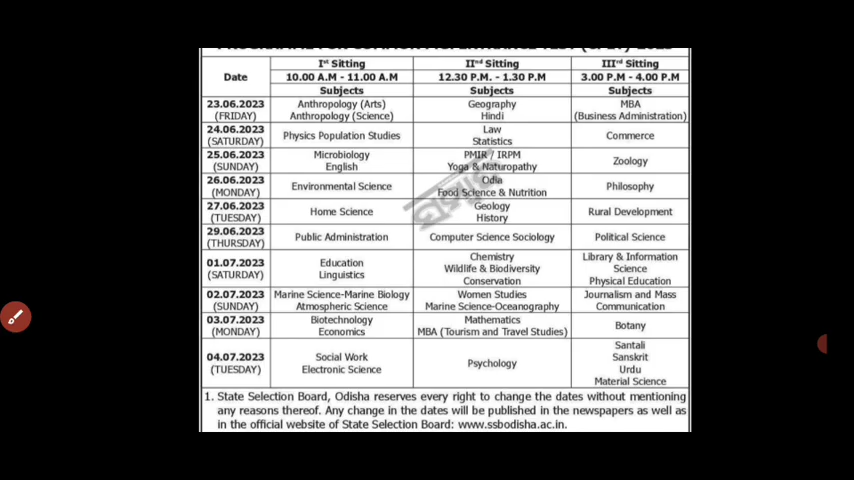 Ist Sitting IInd Sitting IIIrd Sitting
Date 10.00 A.M - 11.00 A.M 12.30 P.M. - 1.30 P.M 3.00 P.M - 4.00 P.M
Subjects Subjects Subjects
23.06.2023 Anthropology (Arts) Geography MBA
(FRIDAY) Anthropology (Science) Hindi (Business Administration)
24.06.2023 Physics Population Studies Law Commerce
(SATURDAY) Statistics
25.06.2023 Microbiology PMIR / IRPM Zoology
(SUNDAY) English Yoga & Naturopathy
26.06.2023 Environmental Science Odia Philosophy
(MONDAY) Food Science & Nutrition
27.06.2023 Home Science Geology Rural Development
(TUESDAY) History
29.06.2023 Public Administration Computer Science Sociology Political Science
(THURSDAY)
01.07.2023 Education Chemistry Library & Information
(SATURDAY) Linguistics Wildlife & Biodiversity Science
Conservation Physical Education
02.07.2023 Marine Science-Marine Biology Women Studies Journalism and Mass
(SUNDAY) Atmospheric Science Marine Science-Oceanography Communication
03.07.2023 Biotechnology Mathematics Botany
(MONDAY) Economics MBA (Tourism and Travel Studies)
04.07.2023 Social Work Psychology Santali
(TUESDAY) Electronic Science Sanskrit
Urdu
Material Science
1. State Selection Board, Odisha reserves every right to change the dates without mentioning
any reasons thereof. Any change in the dates will be published in the newspapers as well as
in the official website of State Selection Board: www.ssbodisha.ac.in.